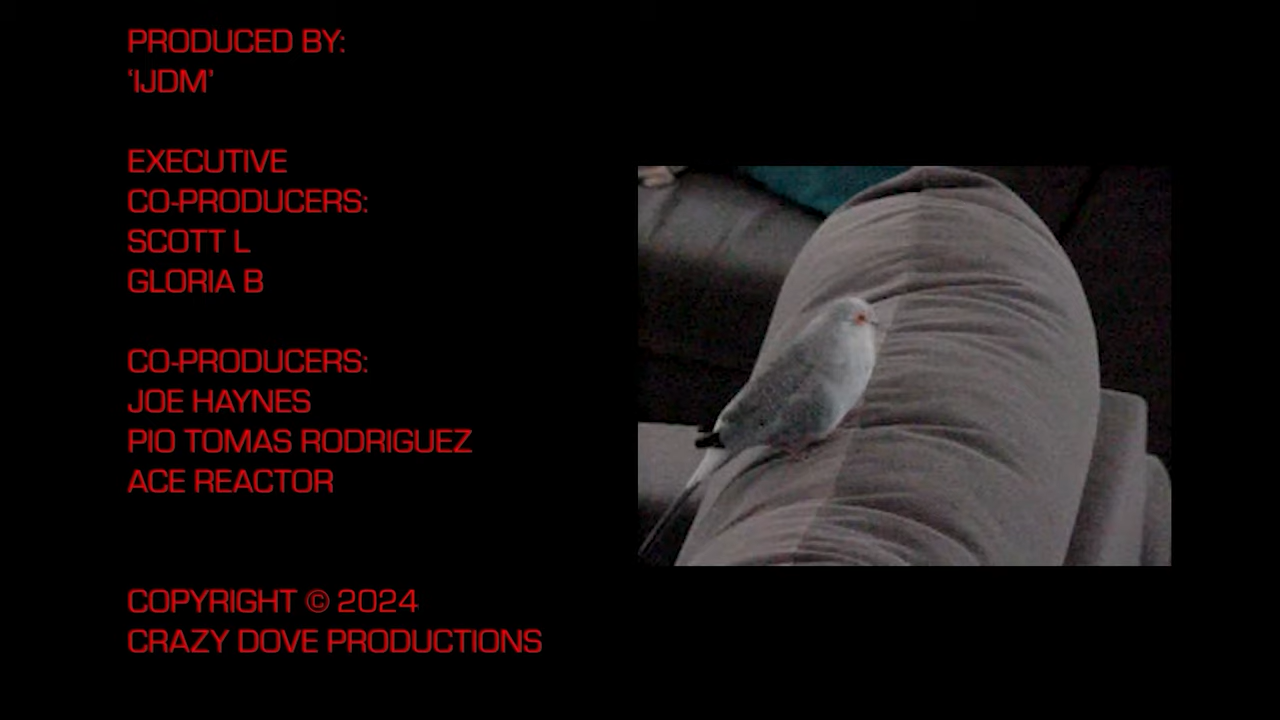 PRODUCED BY:
‘IJDM’
EXECUTIVE
CO-PRODUCERS:
SCOTT L
GLORIA B
CO-PRODUCERS:
JOE HAYNES
PIO TOMAS RODRIGUEZ
ACE REACTOR
COPYRIGHT © 2024
CRAZY DOVE PRODUCTIONS